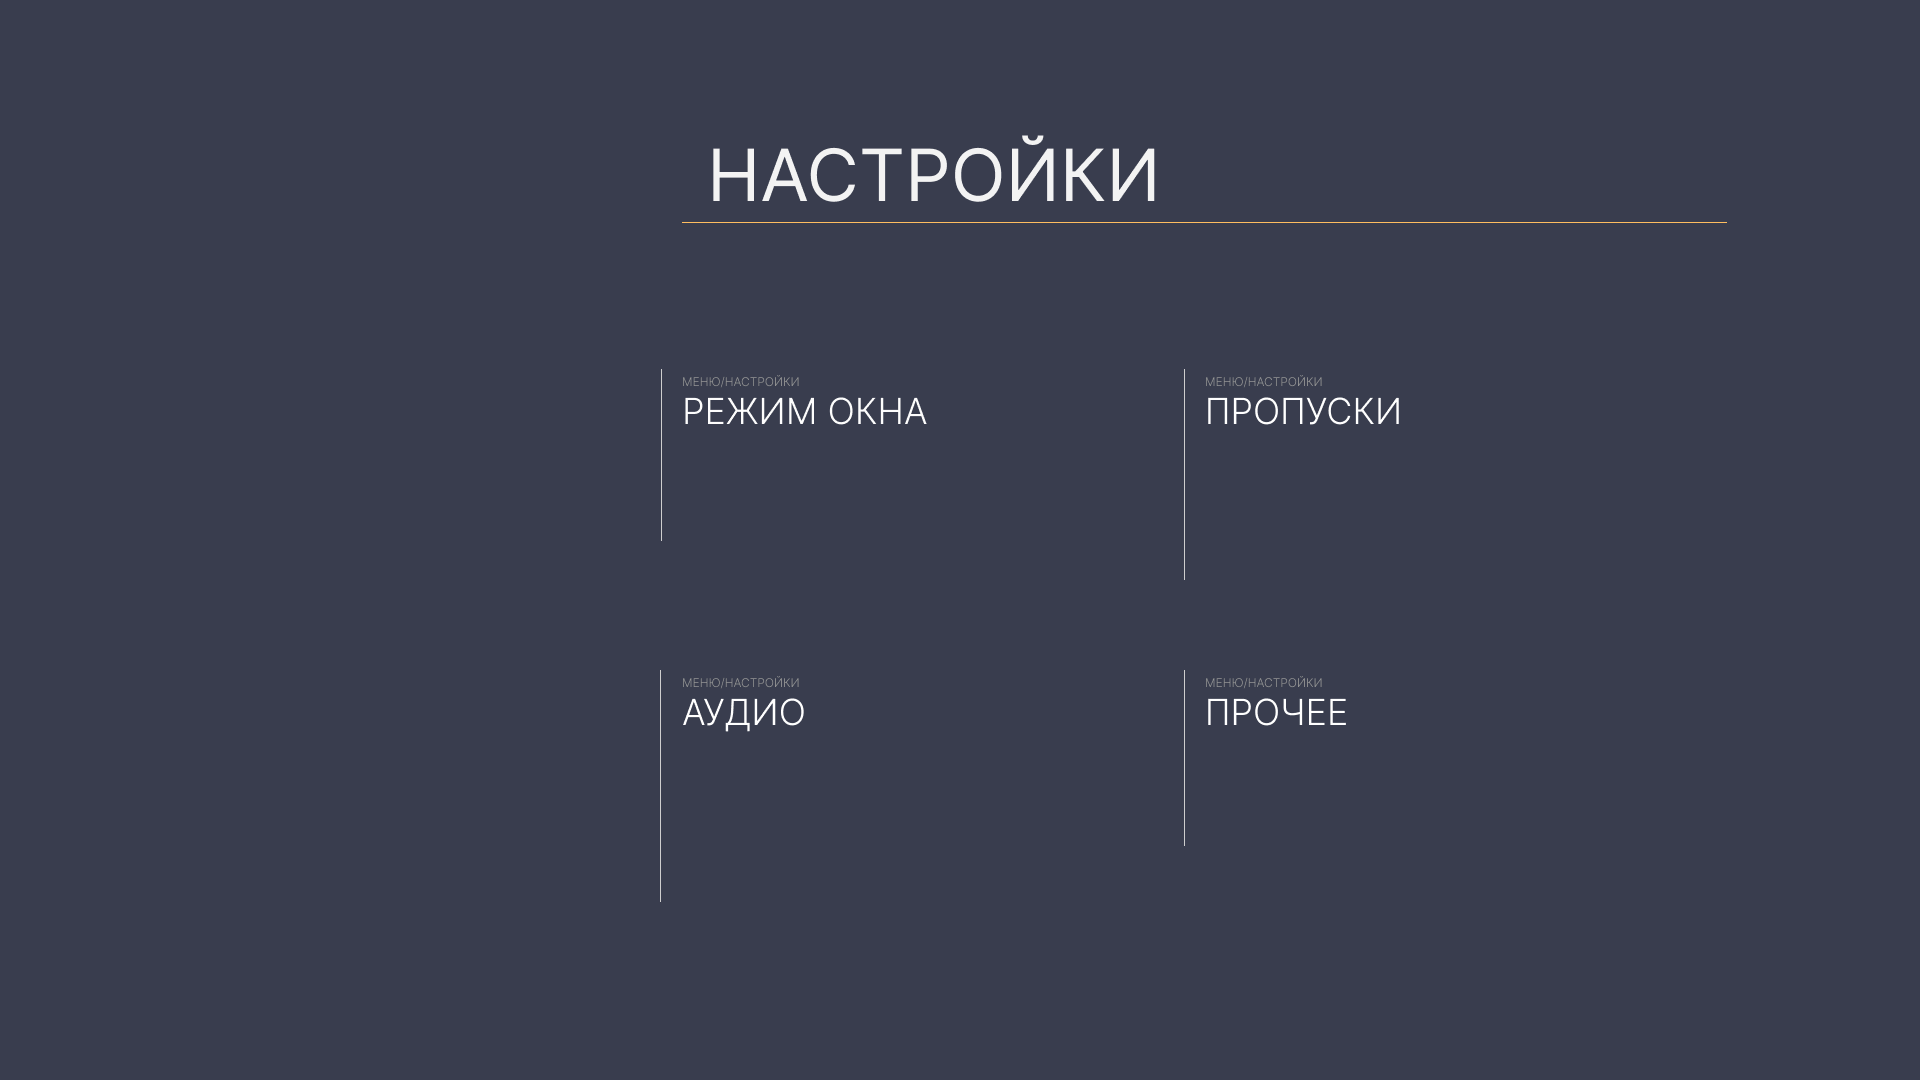 НАСТРОЙКИ
МЕНЮ/НАСТРОЙКИ
РЕЖИМ ОКНА
МЕНЮ/НАСТРОЙКИ
ПРОПУСКИ
МЕНЮ/НАСТРОЙКИ
АУДИО
МЕНЮ/НАСТРОЙКИ
ПРОЧЕЕ